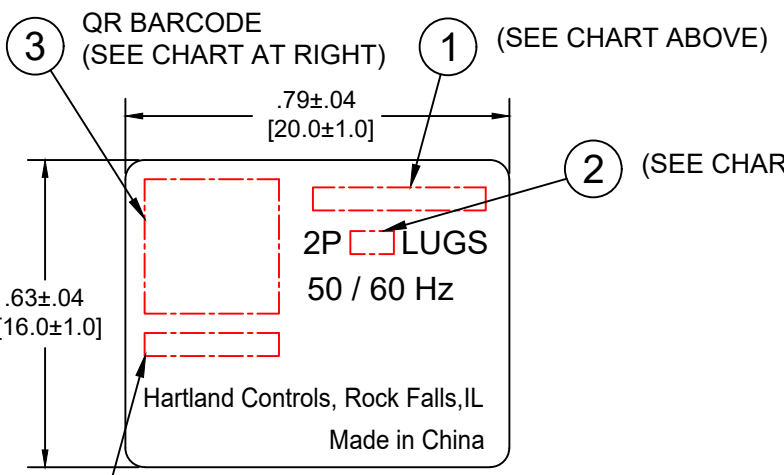 QR BARCODE
(SEE CHART AT RIGHT)
3
1
(SEE CHART ABOVE)
.79±.04
[20.0±1.0]
2
(SEE CHAR
2P LUGS
50 / 60 Hz
.63±.04
[16.0±1.0]
Hartland Controls, Rock Falls,IL
Made in China